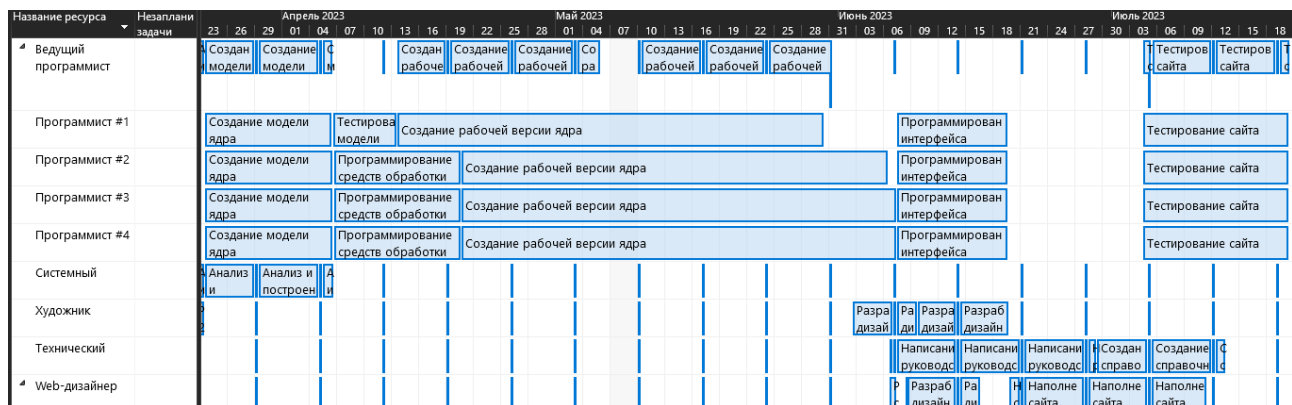 Название ресурса Незаплани задачи
Апрель 2023 Май 2023 Июнь 2023 Июль 2023
23 26 29 01 04 07 10 13 16 19 22 25 28 01 04 07 10 13 16 19 22 25 28 31 03 06 09 12 15 18 21 24 27 30 03 06 09 12 15 18
Ведущий программист
Создан Создание С Создан Создание Создание Со Создание Создание Создание Т Тестиров Тестиров Т
модели модели м рабоче рабочей рабочей ра рабочей рабочей рабочей с сайта сайта с
Программист #1
Создание модели Тестирова Создание рабочей версии ядра Программирован Тестирование сайта
ядра модели интерфейса
Программист #2
Создание модели Программирование Создание рабочей версии ядра Программирован Тестирование сайта
ядра средств обработки интерфейса
Программист #3
Создание модели Программирование Создание рабочей версии ядра Программирован Тестирование сайта
ядра средств обработки интерфейса
Программист #4
Создание модели Программирование Создание рабочей версии ядра Программирован Тестирование сайта
ядра средств обработки интерфейса
Системный
А Анализ Анализ и А
и и построен и
Художник
Разра Ра Разра Разраб
дизай ди дизай дизайн
Технический
Написани Написани Написани Н Создан Создание С
руководс руководс руководс р справо справочн с
Web-дизайнер
Р Разраб Ра Н Наполне Наполне Наполне
с дизайн ди с сайта сайта сайта